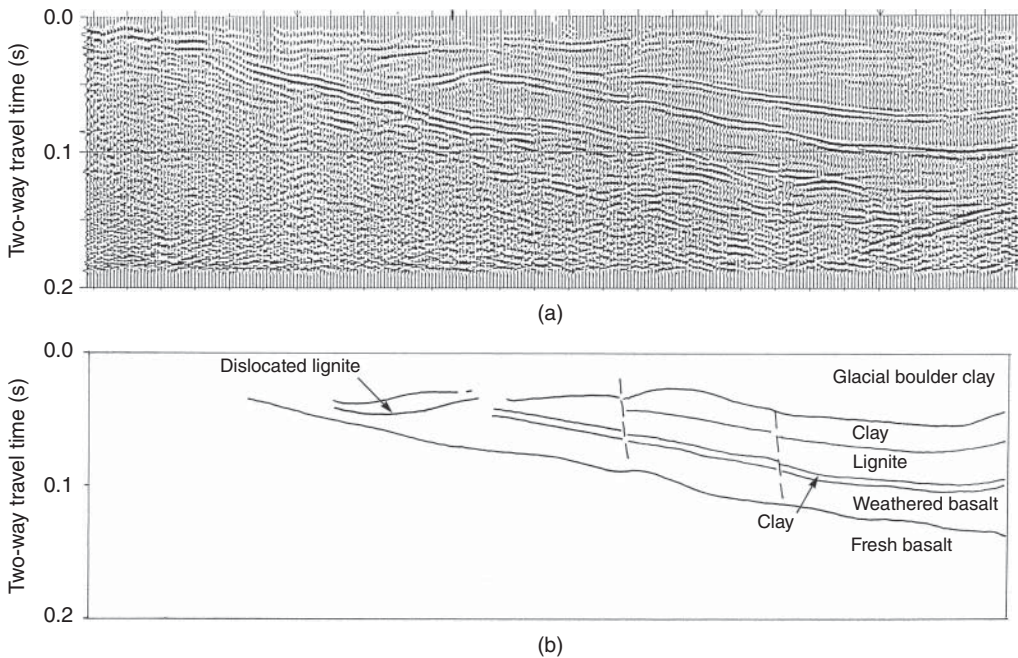 0.0
0.1
0.2
Two-way travel time (s)
(a)
0.0
0.1
0.2
Two-way travel time (s)
Dislocated lignite
Glacial boulder clay
Clay
Lignite
Weathered basalt
Clay
Fresh basalt
(b)